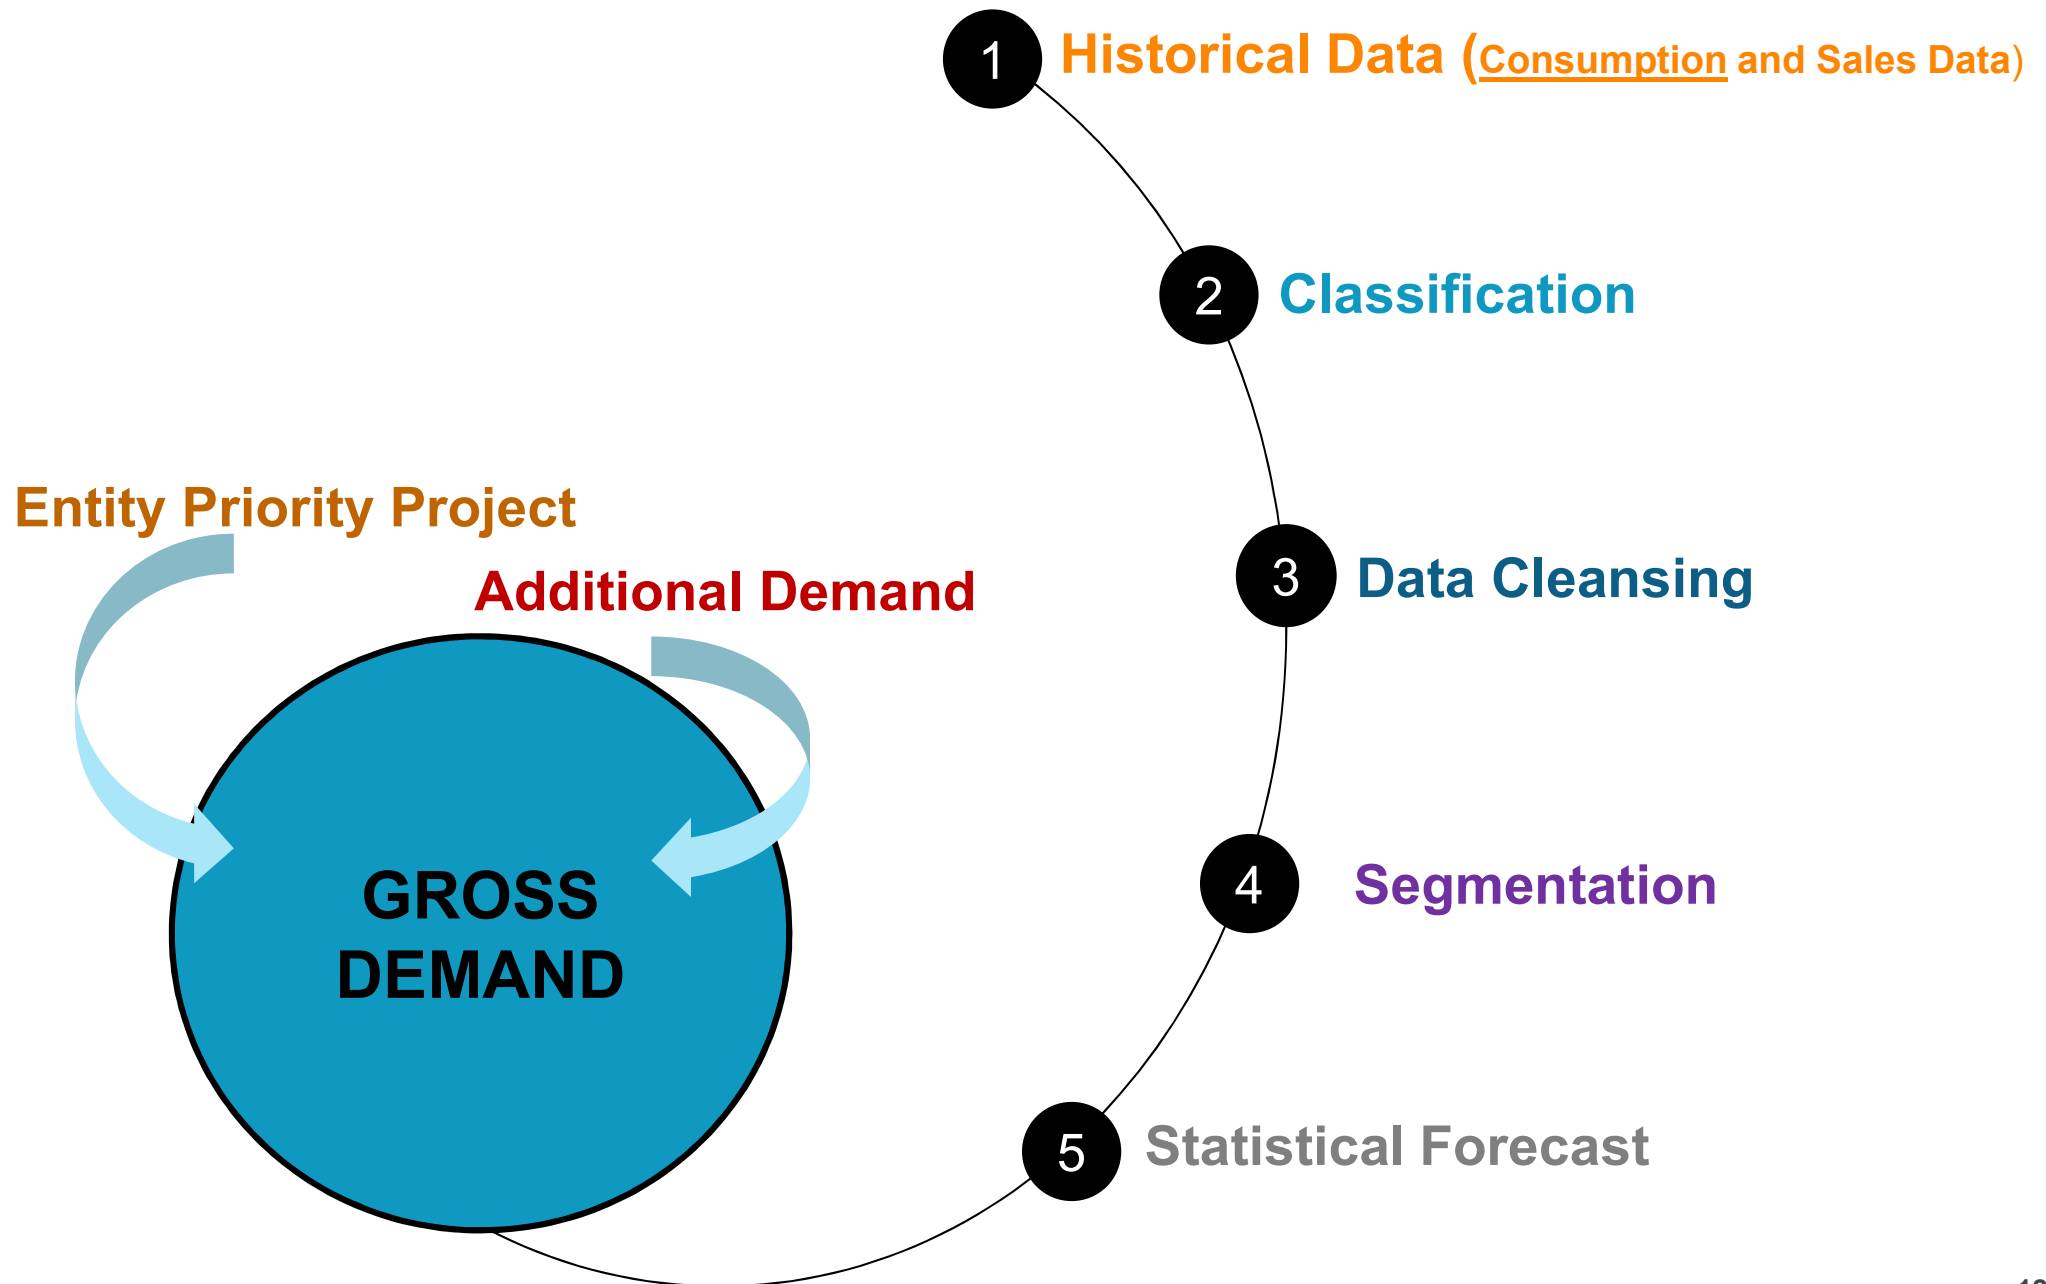 1 Historical Data (Consumption and Sales Data)
2 Classification
Entity Priority Project
Additional Demand
3 Data Cleansing
GROSS
DEMAND
4 Segmentation
5 Statistical Forecast